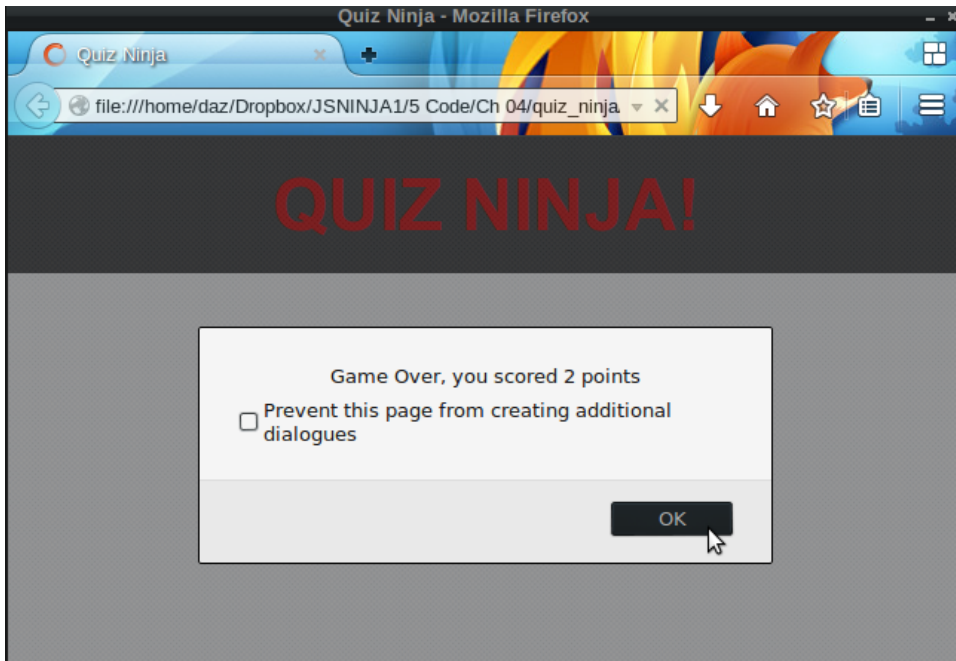 Quiz Ninja - Mozilla Firefox
Quiz Ninja
file:///home/daz/Dropbox/JSNINJA1/5 Code/Ch 04/quiz_ninja
QUIZ NINJA!
Game Over, you scored 2 points
Prevent this page from creating additional
dialogues
OK